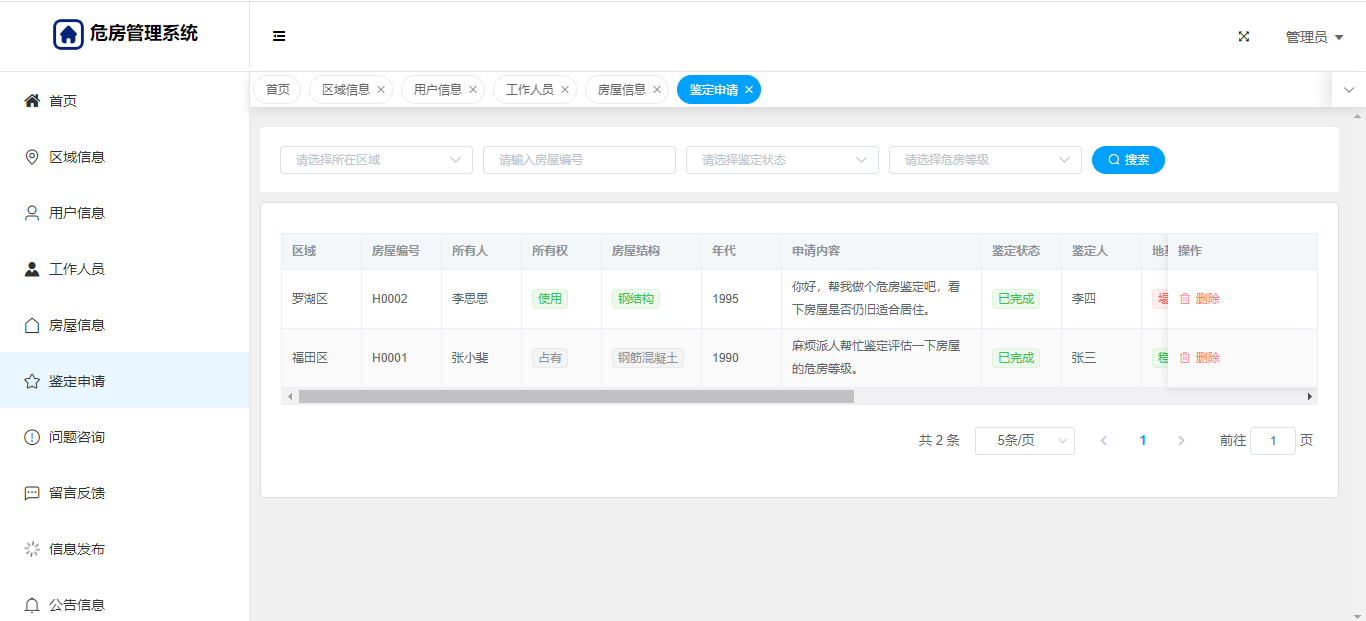 危房管理系统
管理员
首页
区域信息
用户信息
工作人员
房屋信息
鉴定申请
问题咨询
留言反馈
信息发布
公告信息
首页 区域信息 用户信息 工作人员 房屋信息 鉴定申请
请选择所在区域 请输入房屋编号 请选择鉴定状态 请选择危房等级 搜索
区域 房屋编号 所有人 所有权 房屋结构 年代 申请内容 鉴定状态 鉴定人 操作
罗湖区 H0002 李思思 使用 钢结构 1995 你好，帮我做个危房鉴定吧，看
下房屋是否仍旧适合居住。 已完成 李四 删除
福田区 H0001 张小斐 占有 钢筋混凝土 1990 麻烦派人帮忙鉴定评估一下房屋
的危房等级。 已完成 张三 稳 删除
共 2 条 5条/页 1 前往 1 页